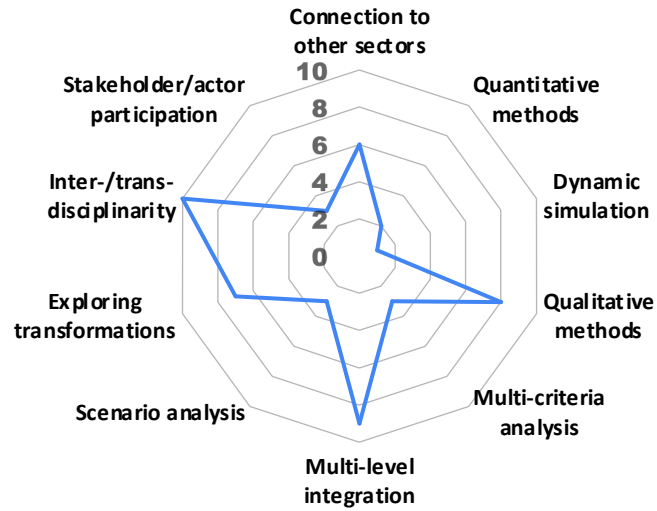 Connection to
other sectors
10
8
6
4
2
0
Quantitative
methods
Dynamic
simulation
Qualitative
methods
Multi-criteria
analysis
Multi-level
integration
Scenario analysis
Exploring
transformations
Inter-/trans-
disciplinarity
Stakeholder/actor
participation